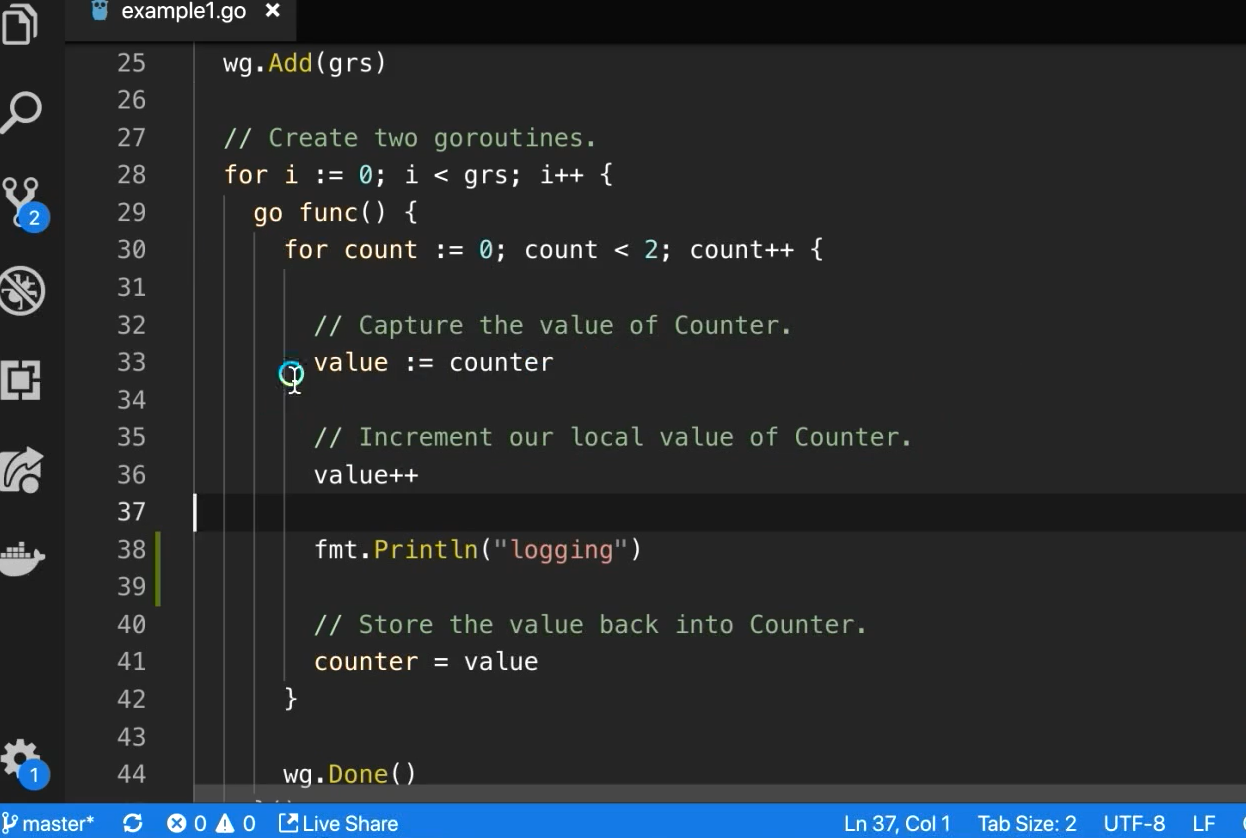 example1.go ×
25 wg.Add(grs)
26
27 // Create two goroutines.
28 for i := 0; i < grs; i++ {
29 go func() {
30 for count := 0; count < 2; count++ {
31
32 // Capture the value of Counter.
33 value := counter
34
35 // Increment our local value of Counter.
36 value++
37
38 fmt.Println("logging")
39
40 // Store the value back into Counter.
41 counter = value
42 }
43
44 wg.Done()
2
1
master* 0 0 Live Share Ln 37, Col 1 Tab Size: 2 UTF-8 LF